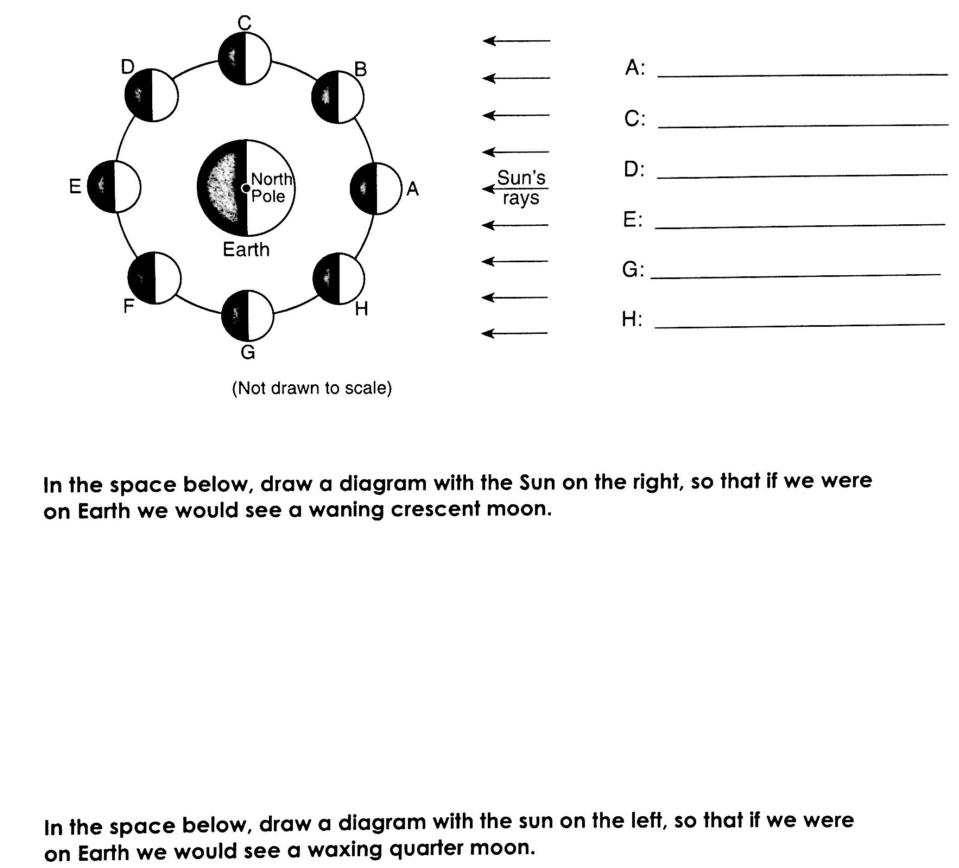 C
D
B
E
North
Pole
A
Earth
F
H
G
(Not drawn to scale)
Sun's
rays
A:
C:
D:
E:
G:
H:
In the space below, draw a diagram with the Sun on the right, so that if we were
on Earth we would see a waning crescent moon.
In the space below, draw a diagram with the sun on the left, so that if we were
on Earth we would see a waxing quarter moon.